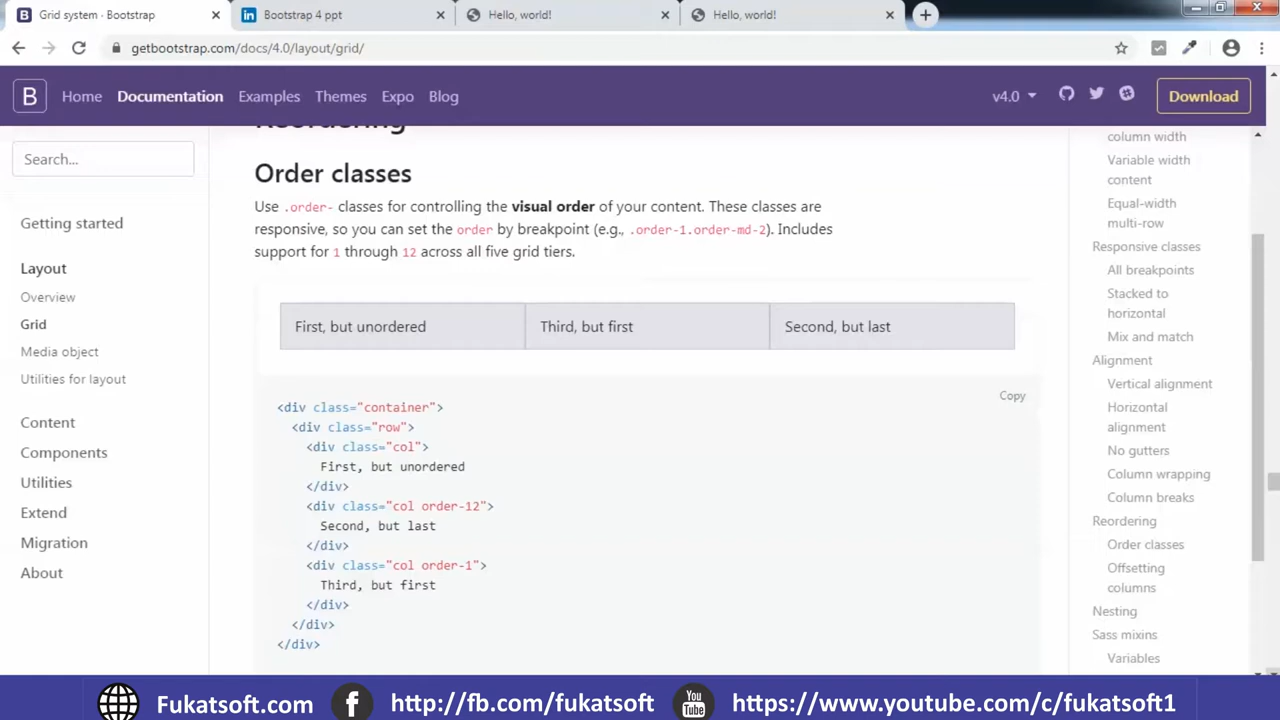 Grid system · Bootstrap
Bootstrap 4 ppt
Hello, world!
Hello, world!
getbootstrap.com/docs/4.0/layout/grid/
B
Home
Documentation
Examples
Themes
Expo
Blog
v4.0
Download
Search...
Getting started
Layout
Overview
Grid
Media object
Utilities for layout
Content
Components
Utilities
Extend
Migration
About
Reordering
Order classes
Use .order- classes for controlling the visual order of your content. These classes are
responsive, so you can set the order by breakpoint (e.g., .order-1.order-md-2). Includes
support for 1 through 12 across all five grid tiers.
First, but unordered
Third, but first
Second, but last
Copy
<div class="container">
<div class="row">
<div class="col">
First, but unordered
</div>
<div class="col order-12">
Second, but last
</div>
<div class="col order-1">
Third, but first
</div>
</div>
</div>
column width
Variable width
content
Equal-width
multi-row
Responsive classes
All breakpoints
Stacked to
horizontal
Mix and match
Alignment
Vertical alignment
Horizontal
alignment
No gutters
Column wrapping
Column breaks
Reordering
Order classes
Offsetting
columns
Nesting
Sass mixins
Variables
Fukatsoft.com
http://fb.com/fukatsoft
You
Tube
https://www.youtube.com/c/fukatsoft1